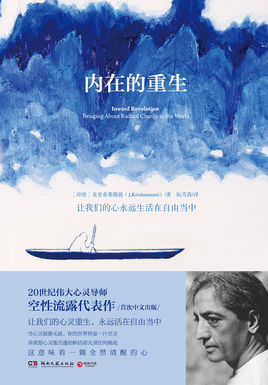 内在的重生
Inward Revolution
Bringing About Radical Change in the World
[印度] 克里希那穆提（J.Krishnamurti）/著 阮雪涛/译
让我们的心永远生活在自由当中
20世纪伟大心灵导师
空性流露代表作/首次中文出版/
让我们的心灵重生，永远活在自由当中
这意味着一颗全然清醒的心
湖南文艺出版社